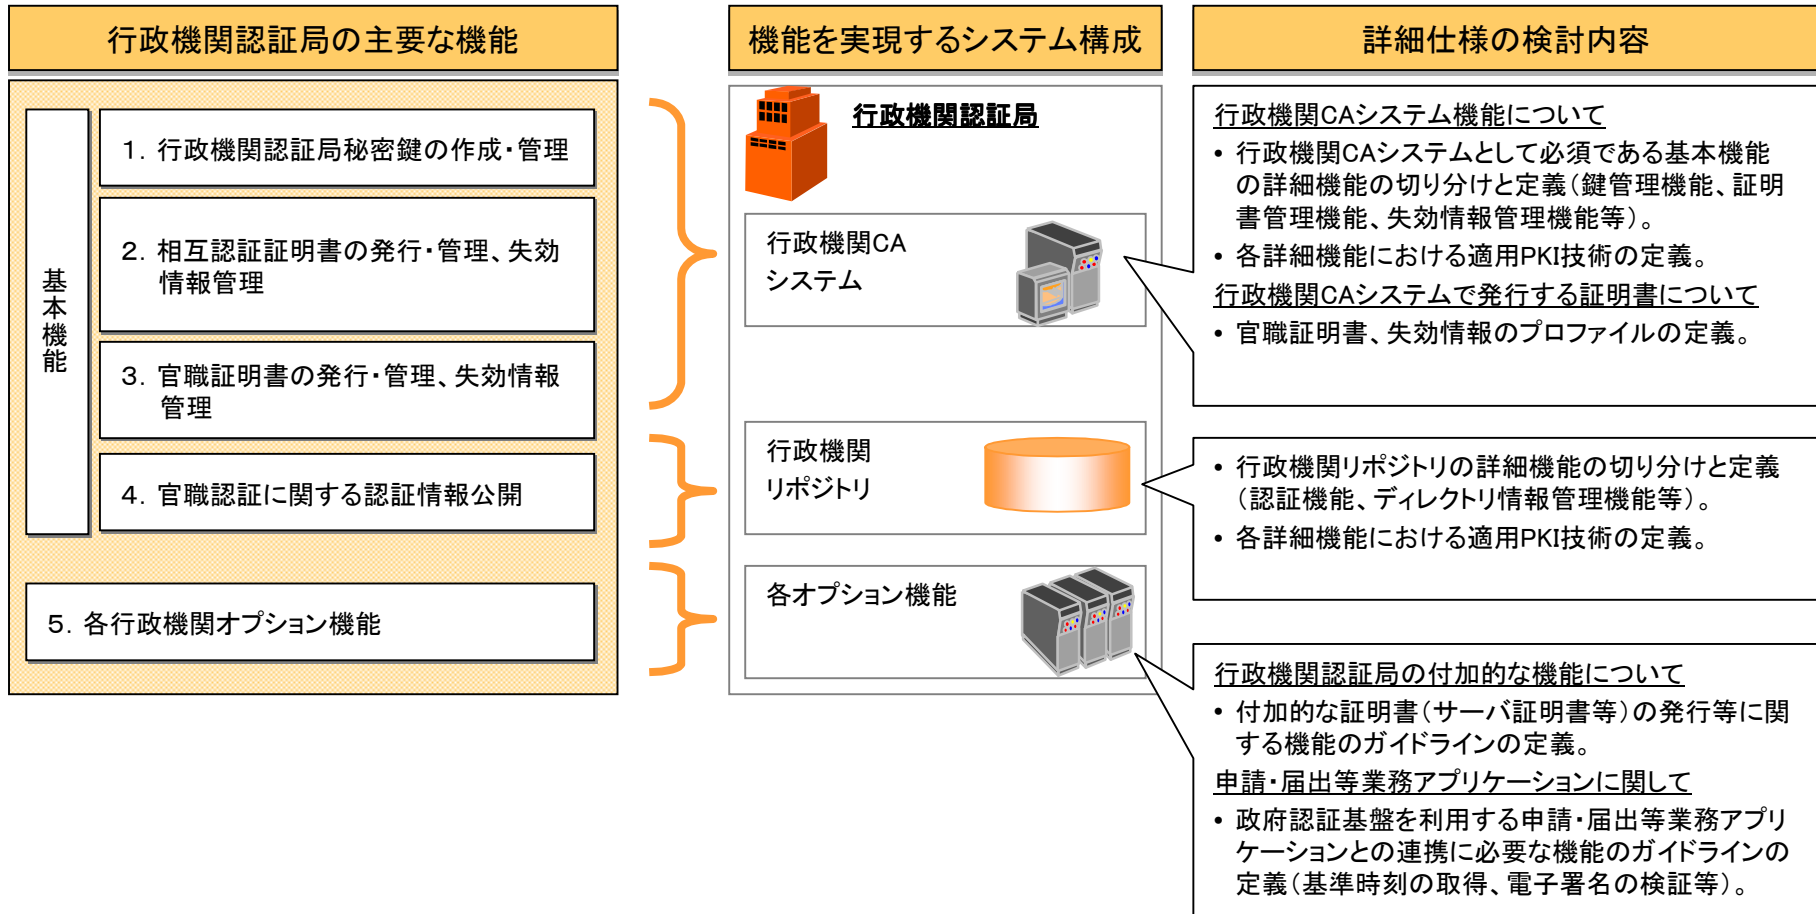 行政機関認証局の主要な機能
基本機能
1. 行政機関認証局秘密鍵の作成・管理
2. 相互認証証明書の発行・管理、失効
情報管理
3. 官職証明書の発行・管理、失効情報
管理
4. 官職認証に関する認証情報公開
5. 各行政機関オプション機能
機能を実現するシステム構成
行政機関認証局
行政機関CA
システム
行政機関
リポジトリ
各オプション機能
詳細仕様の検討内容
行政機関CAシステム機能について
• 行政機関CAシステムとして必須である基本機能
の詳細機能の切り分けと定義(鍵管理機能、証明
書管理機能、失効情報管理機能等)。
• 各詳細機能における適用PKI技術の定義。
行政機関CAシステムで発行する証明書について
• 官職証明書、失効情報のプロファイルの定義。
• 行政機関リポジトリの詳細機能の切り分けと定義
(認証機能、ディレクトリ情報管理機能等)。
• 各詳細機能における適用PKI技術の定義。
行政機関認証局の付加的な機能について
• 付加的な証明書(サーバ証明書等)の発行等に関
する機能のガイドラインの定義。
申請・届出等業務アプリケーションに関して
• 政府認証基盤を利用する申請・届出等業務アプリ
ケーションとの連携に必要な機能のガイドラインの
定義(基準時刻の取得、電子署名の検証等)。